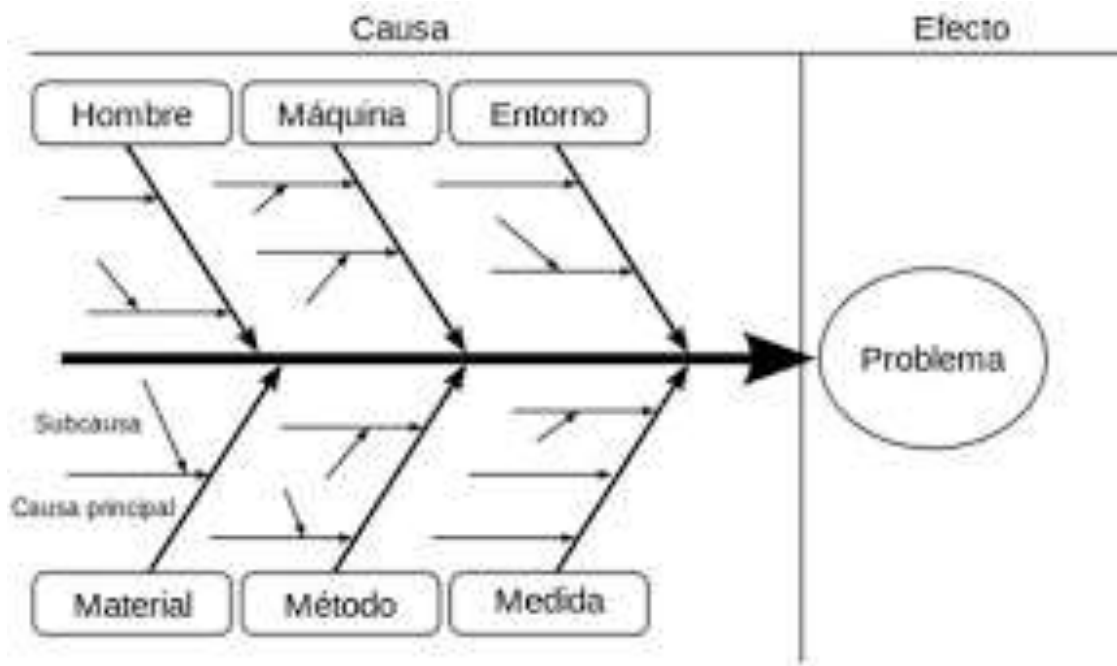 Causa Efecto
Hombre Máquina Entorno
Problema
Subcausa
Causa principal
Material Método Medida